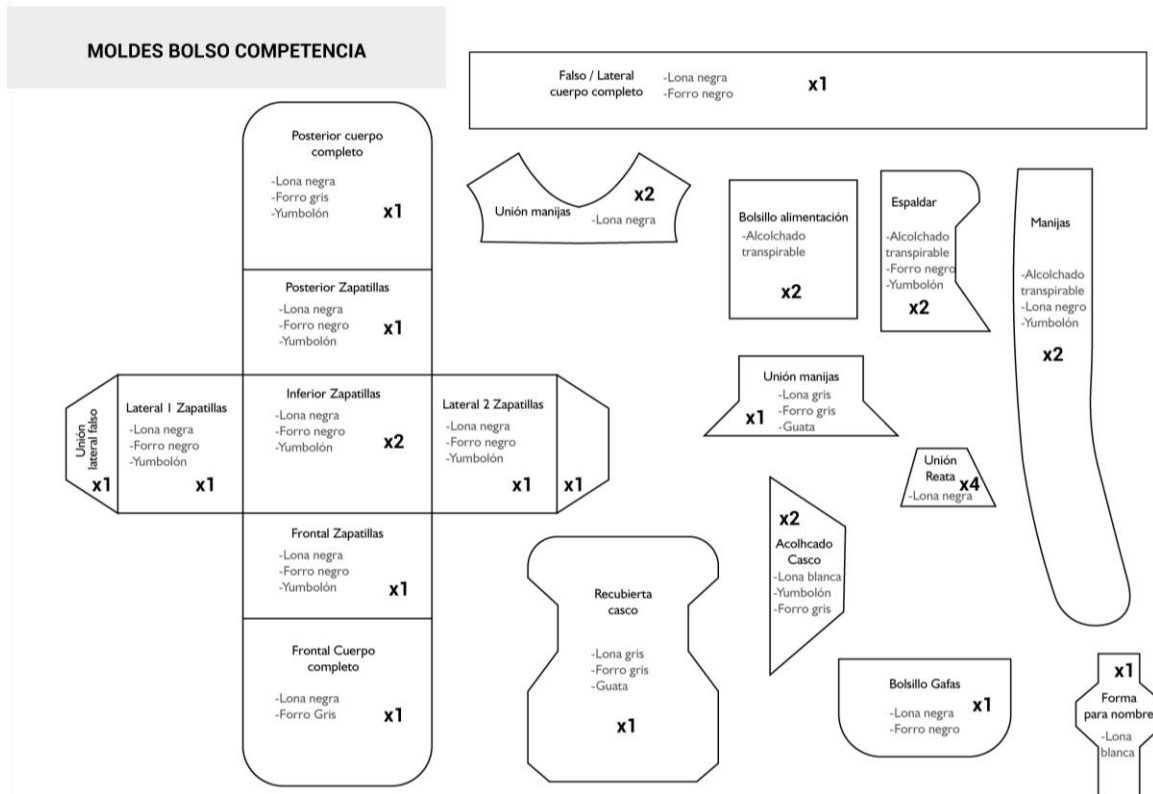 MOLDES BOLSO COMPETENCIA
Falso / Lateral
cuerpo completo
-Lona negra
-Forro negro
x1
Posterior cuerpo
completo
-Lona negra
-Forro gris
-Yumbolón
x1
Unión manijas
x2
-Lona negra
Bolsillo alimentación
-Alcolchado
transpirable
x2
Espaldar
-Alcolchado
transpirable
-Forro negro
-Yumbolón
x2
Manijas
-Alcolchado
transpirable
-Lona negro
-Yumbolón
x2
Posterior Zapatillas
-Lona negra
-Forro negro
-Yumbolón
x1
Unión
lateral falso
x1
Lateral 1 Zapatillas
-Lona negra
-Forro negro
-Yumbolón
x1
Inferior Zapatillas
-Lona negra
-Forro negro
-Yumbolón
x2
Lateral 2 Zapatillas
-Lona negra
-Forro negro
-Yumbolón
x1
x1
Unión manijas
-Lona gris
-Forro gris
-Guata
x1
Unión
Reata
x4
-Lona negra
Frontal Zapatillas
-Lona negra
-Forro negro
-Yumbolón
x1
x2
Acolhcado
Casco
-Lona blanca
-Yumbolón
-Forro gris
Recubierta
casco
-Lona gris
-Forro gris
-Guata
x1
Frontal Cuerpo
completo
-Lona negra
-Forro Gris
x1
Bolsillo Gafas
-Lona negra
-Forro negro
x1
x1
Forma
para nombre
-Lona
blanca